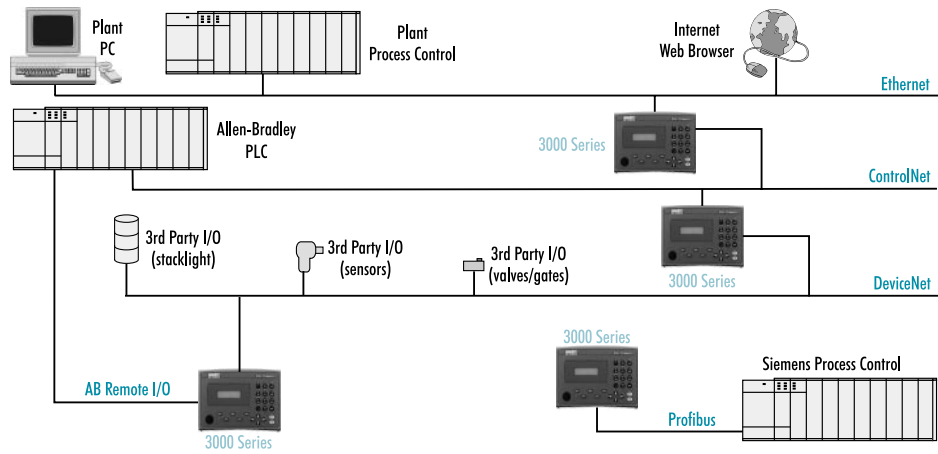 Plant
PC
Plant
Process Control
Internet
Web Browser
Ethernet
Allen-Bradley
PLC
3000 Series
ControlNet
3rd Party I/O
(stacklight)
3rd Party I/O
(sensors)
3rd Party I/O
(valves/gates)
3000 Series
DeviceNet
3000 Series
Siemens Process Control
AB Remote I/O
Profibus
3000 Series